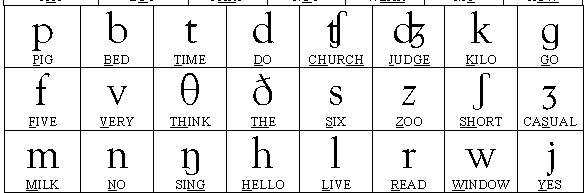 p b t d ʧ ʤ k g
PIG BED TIME DO CHURCH JUDGE KILO GO
f v θ ð s z ʃ ʒ
FIVE VERY THINK THE SIX ZOO SHORT CASUAL
m n ŋ h l r w j
MILK NO SING HELLO LIVE READ WINDOW YES